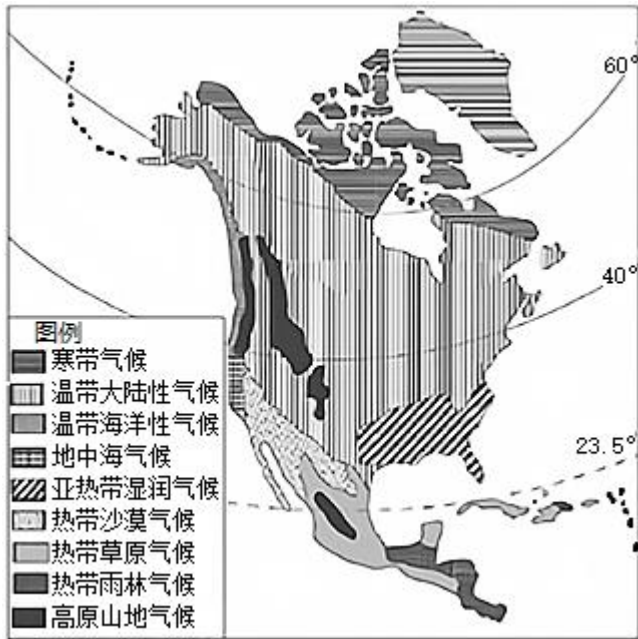 60°
40°
23.5°
图例
寒带气候
温带大陆性气候
温带海洋性气候
地中海气候
亚热带湿润气候
热带沙漠气候
热带草原气候
热带雨林气候
高原山地气候